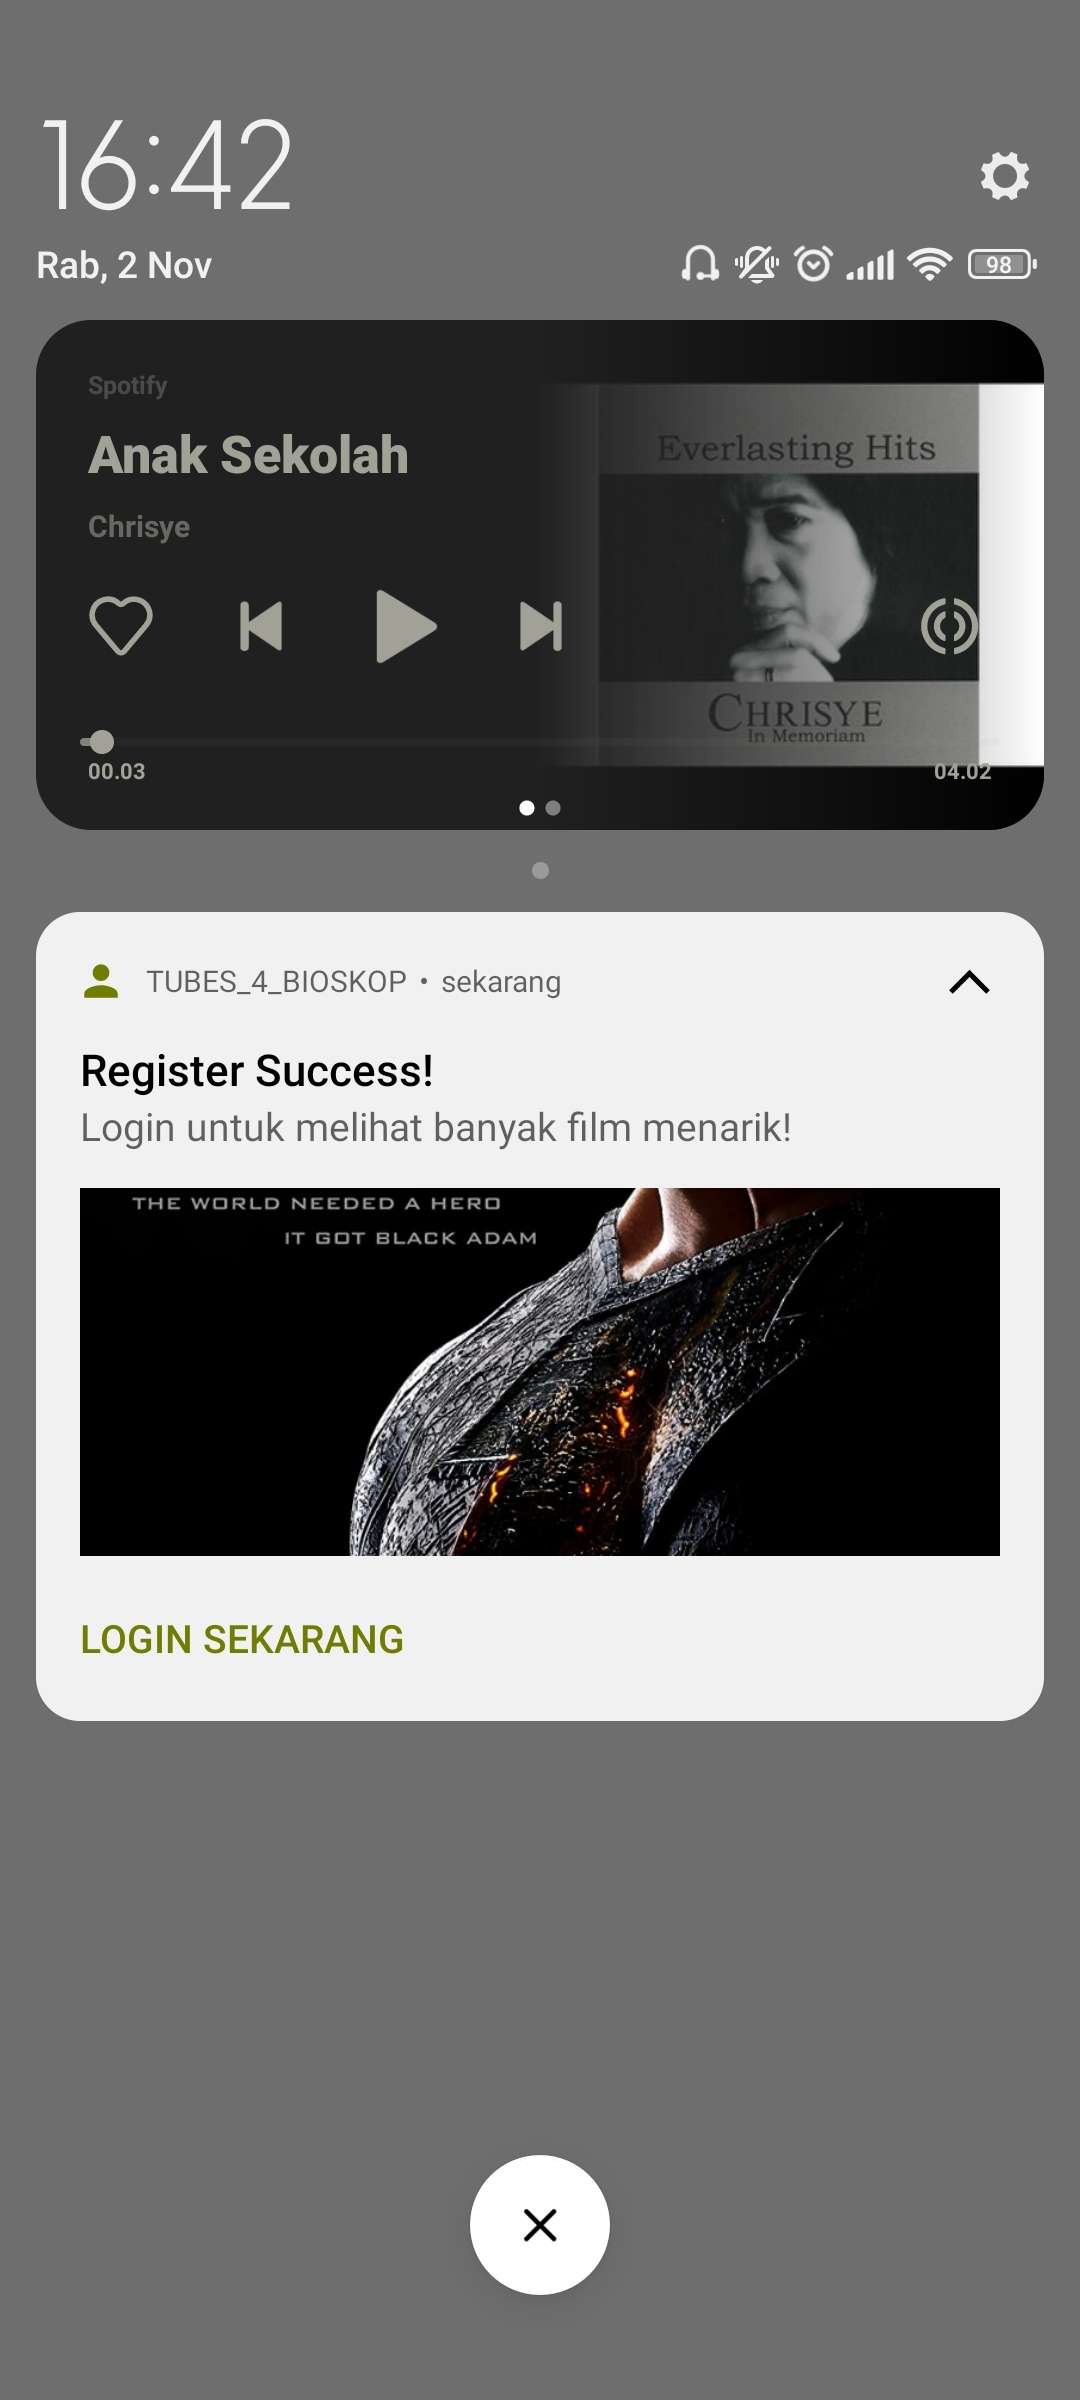 16:42
Rab, 2 Nov
98
Spotify
Anak Sekolah
Chrisye
Everlasting Hits
CHRISYE
In Memoriam
00.03
04.02
TUBES_4_BIOSKOP • sekarang
Register Success!
Login untuk melihat banyak film menarik!
THE WORLD NEEDED A HERO
IT GOT BLACK ADAM
LOGIN SEKARANG